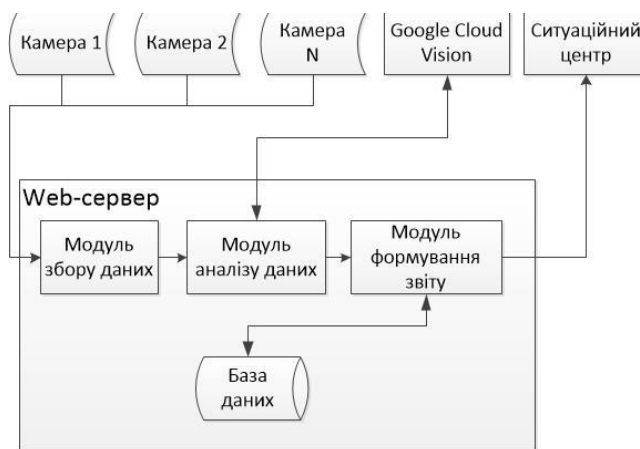 Камера 1
Камера 2
Камера
N
Google Cloud
Vision
Ситуаційний
центр
Web-сервер
Модуль
збору даних
Модуль
аналізу даних
Модуль
формування
звіту
База
даних